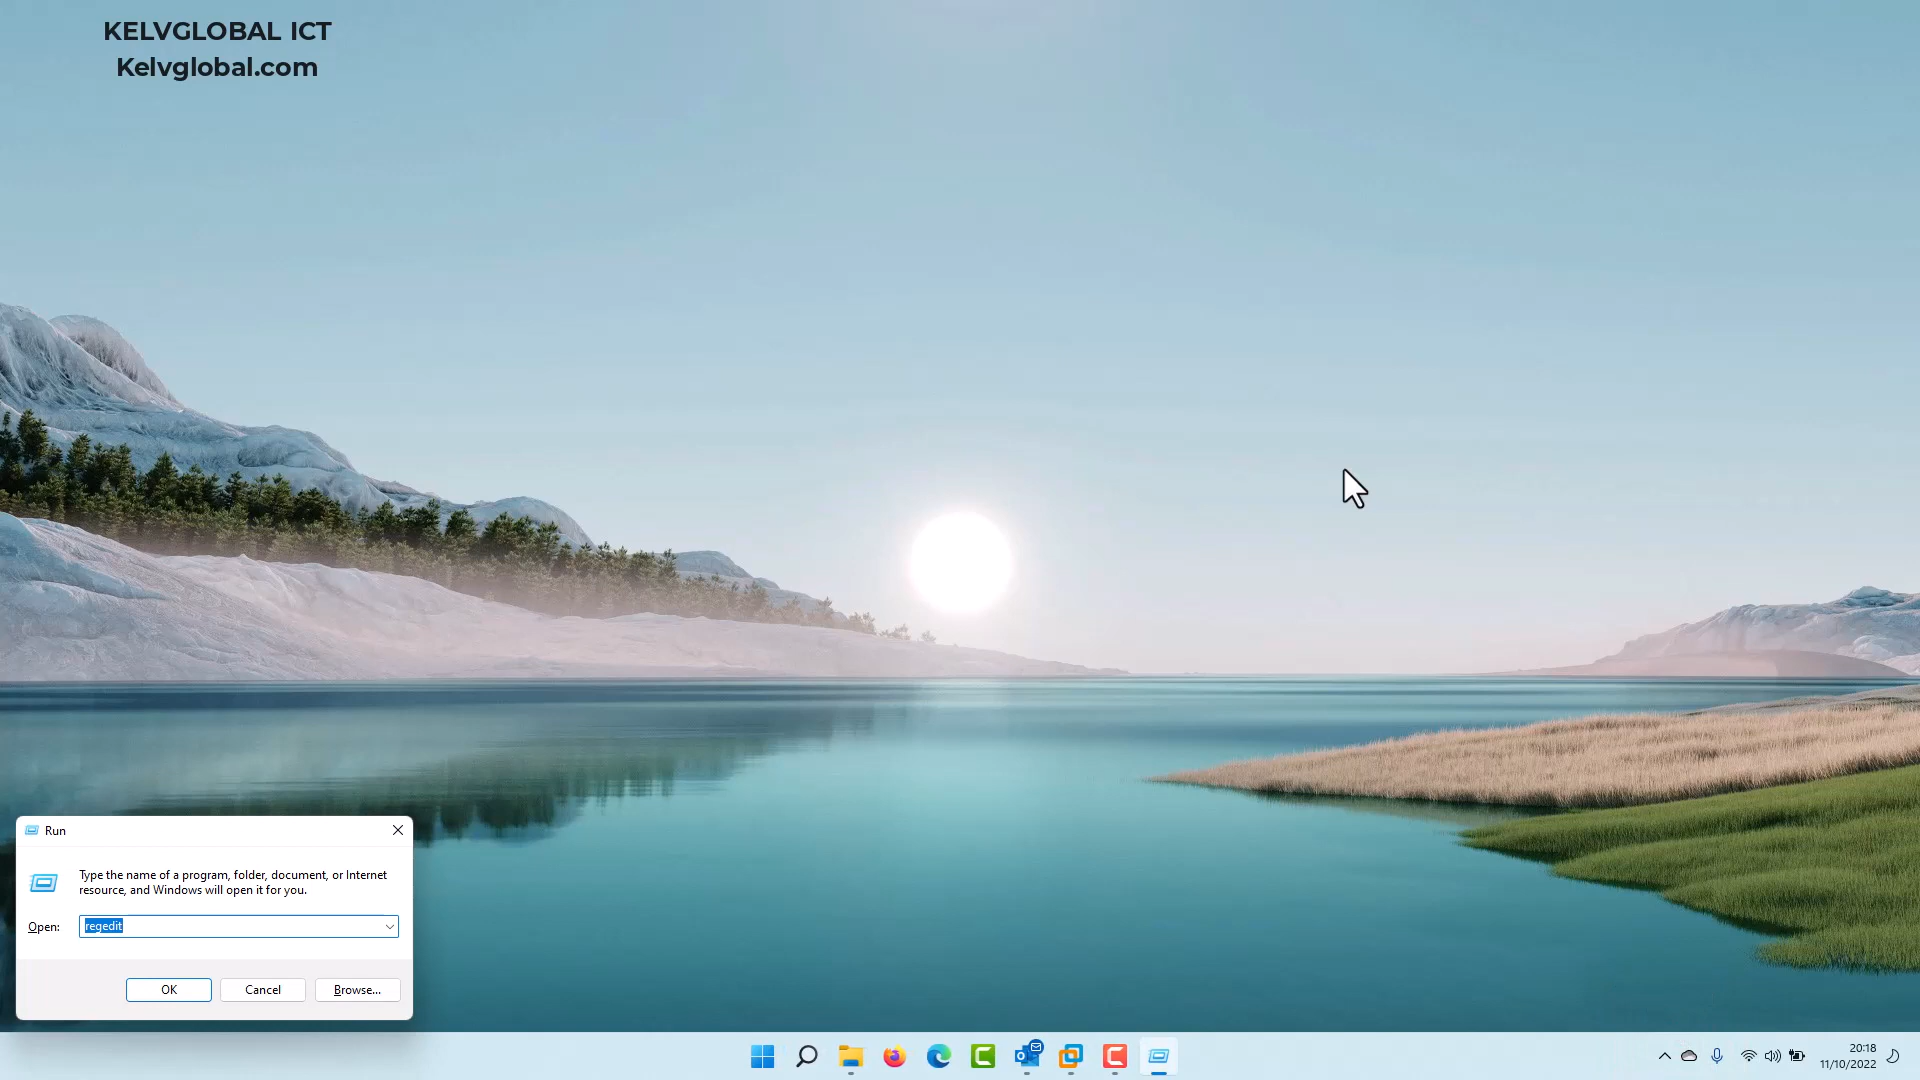 KELVGLOBAL ICT
Kelvglobal.com
Run
Type the name of a program, folder, document, or Internet
resource, and Windows will open it for you.
Open: regedit
OK Cancel Browse...
20:18
11/10/2022